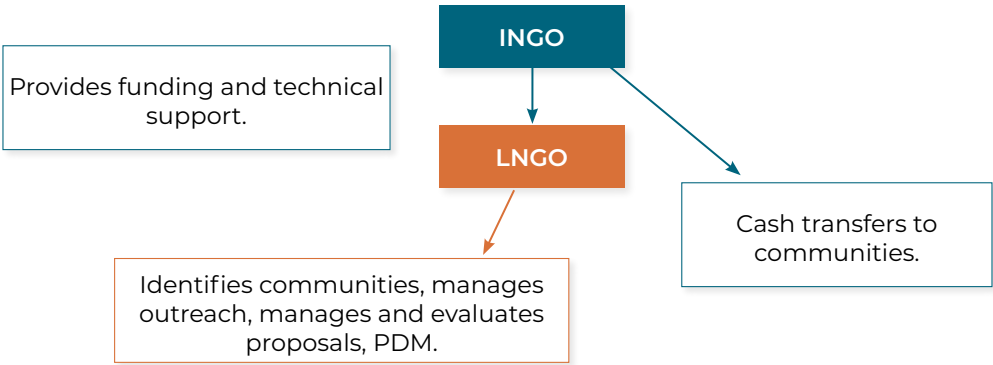 INGO
Provides funding and technical
support.
LNGO
Cash transfers to
communities.
Identifies communities, manages
outreach, manages and evaluates
proposals, PDM.